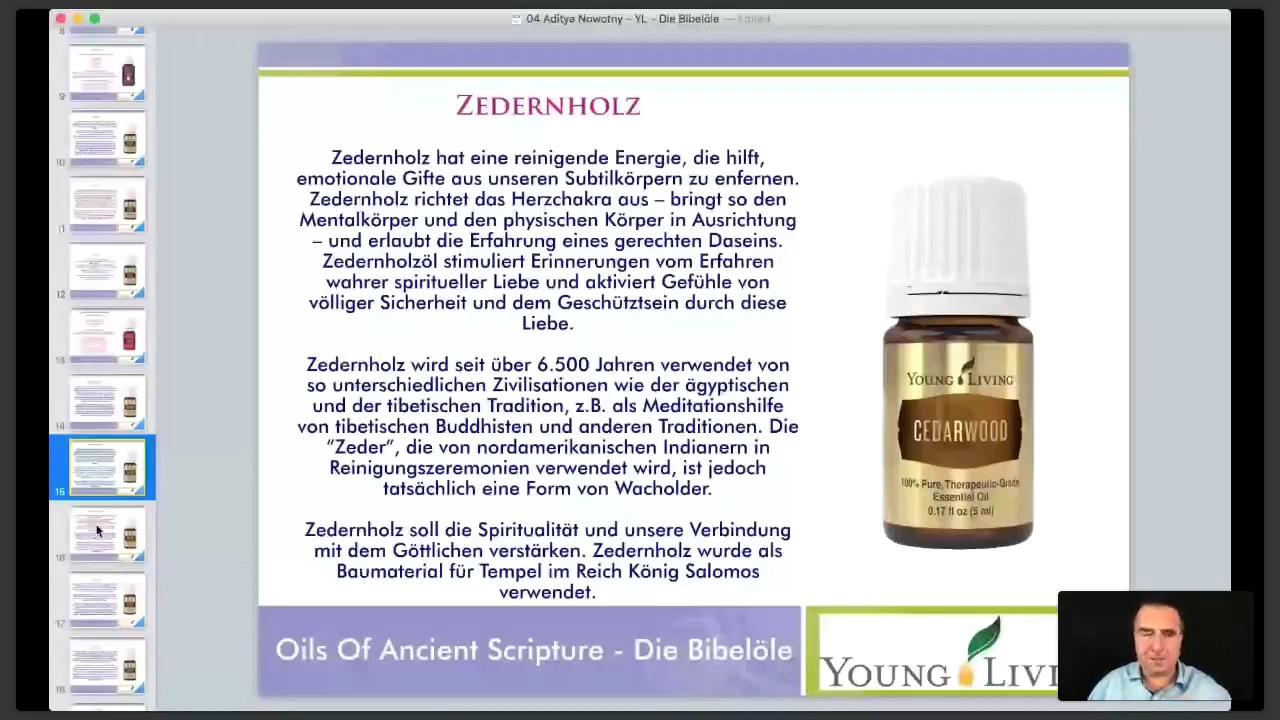 04 Aditya Nowotny – YL - Die Bibelöle — Edited
ZEDERNHOLZ
Zedernholz hat eine reinigende Energie, die hilft,
emotionale Gifte aus unseren Subtilkörpern zu enfernen.
Zedernholz richtet das Herzchakra aus – bringt so den
Mentalkörper und den physischen Körper in Ausrichtung
– und erlaubt die Erfahrung eines gerechten Daseins.
Zedernholzöl stimuliert Erinnerungen vom Erfahren
wahrer spiritueller Liebe und aktiviert Gefühle von
völliger Sicherheit und dem Geschütztsein durch diese
Liebe.
Zedernholz wird seit über 6.500 Jahren verwendet von
so unterschiedlichen Zivilisationen wie der ägyptischen
und der tibetischen Tradition, z.B. als Meditationshilfe
von tibetischen Buddhisten und anderen Traditionen. Die
“Zeder”, die von nordamerikanischen Indianern in
Reinigungszeremonien verwendet wird, ist jedoch
tatsächlich eine Form von Wacholder.
Zedernholz soll die Spiritualität und unsere Verbindung
mit dem Göttlichen verstärken. Zedernholz wurde als
Baumaterial für Tempel im Reich König Salomos
verwendet.
YOUNG LIVING
CEDARWOOD
100% Pure, Therapeutic-Grade
Essential Oil
0.17 fl oz (5 ml)
Oils Of Ancient Scripture - Die Bibelöle
YOUNG LIVI
8
9
10
11
12
14
17